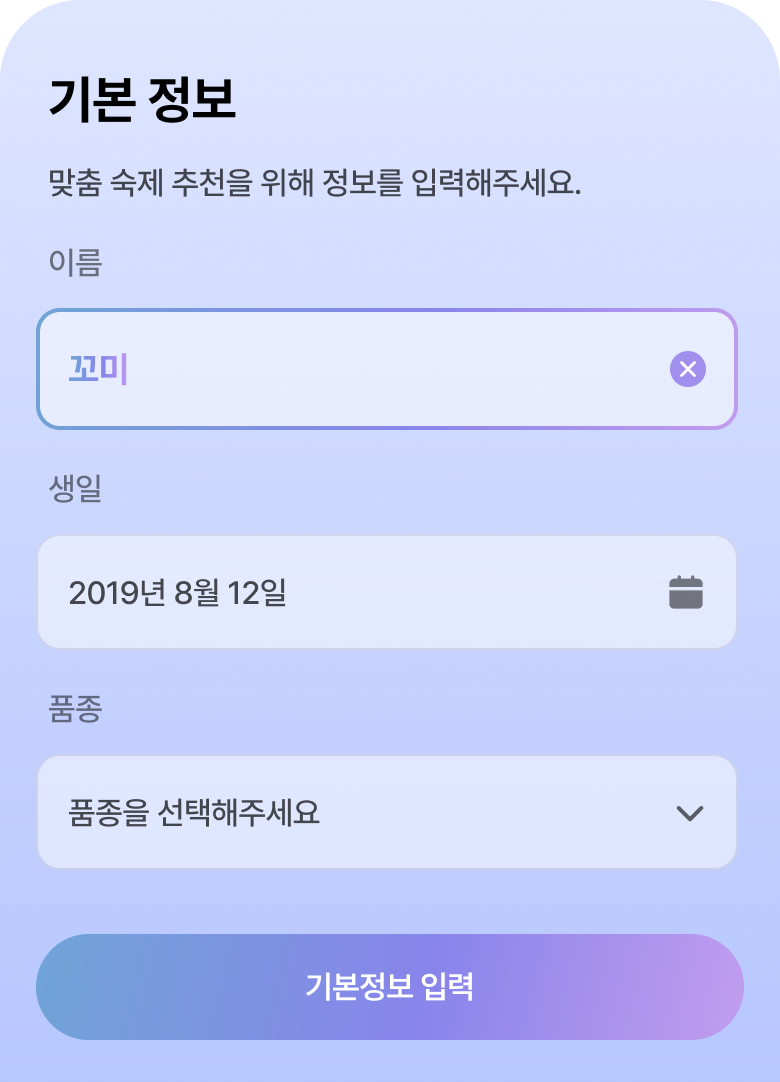 기본 정보
맞춤 숙제 추천을 위해 정보를 입력해주세요.
이름
꼬미
생일
2019년 8월 12일
품종
품종을 선택해주세요
기본정보 입력